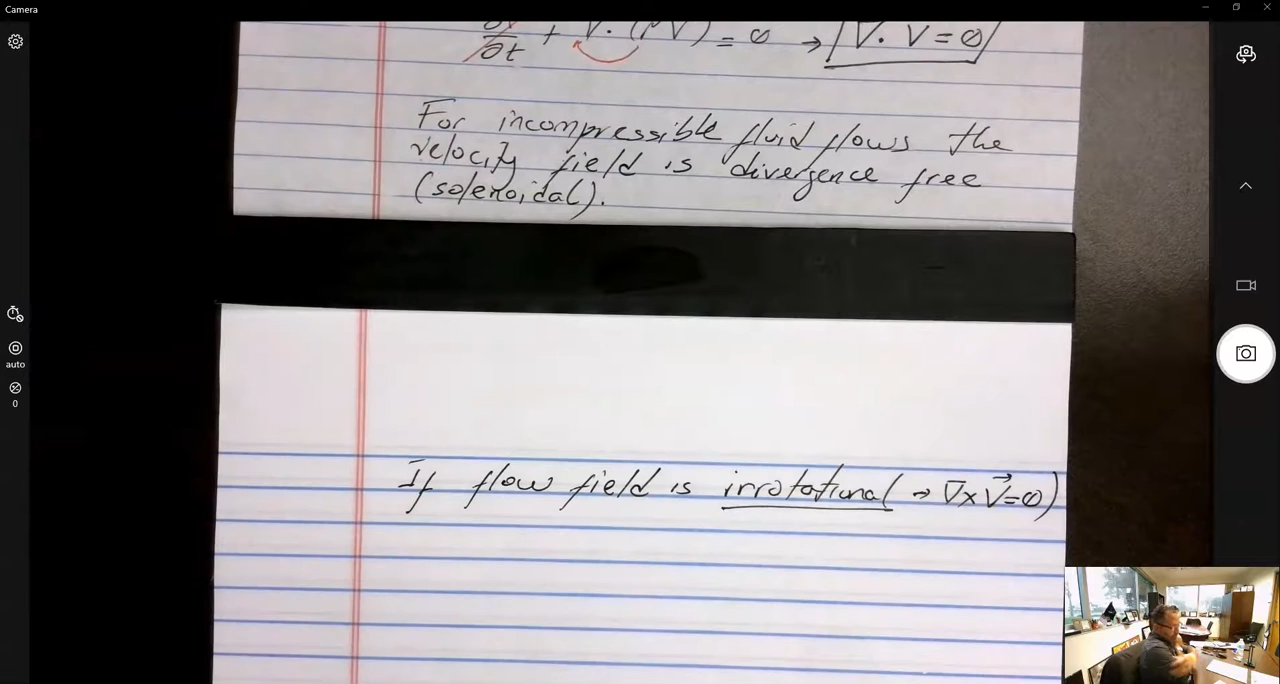 Camera
∂ρ/∂t + ∇·(ρV) = 0 → ∇·V=0
For incompressible fluid flows the
velocity field is divergence free
(solenoidal).
If flow field is irrotational → ∇×V⃗=0)
auto
0